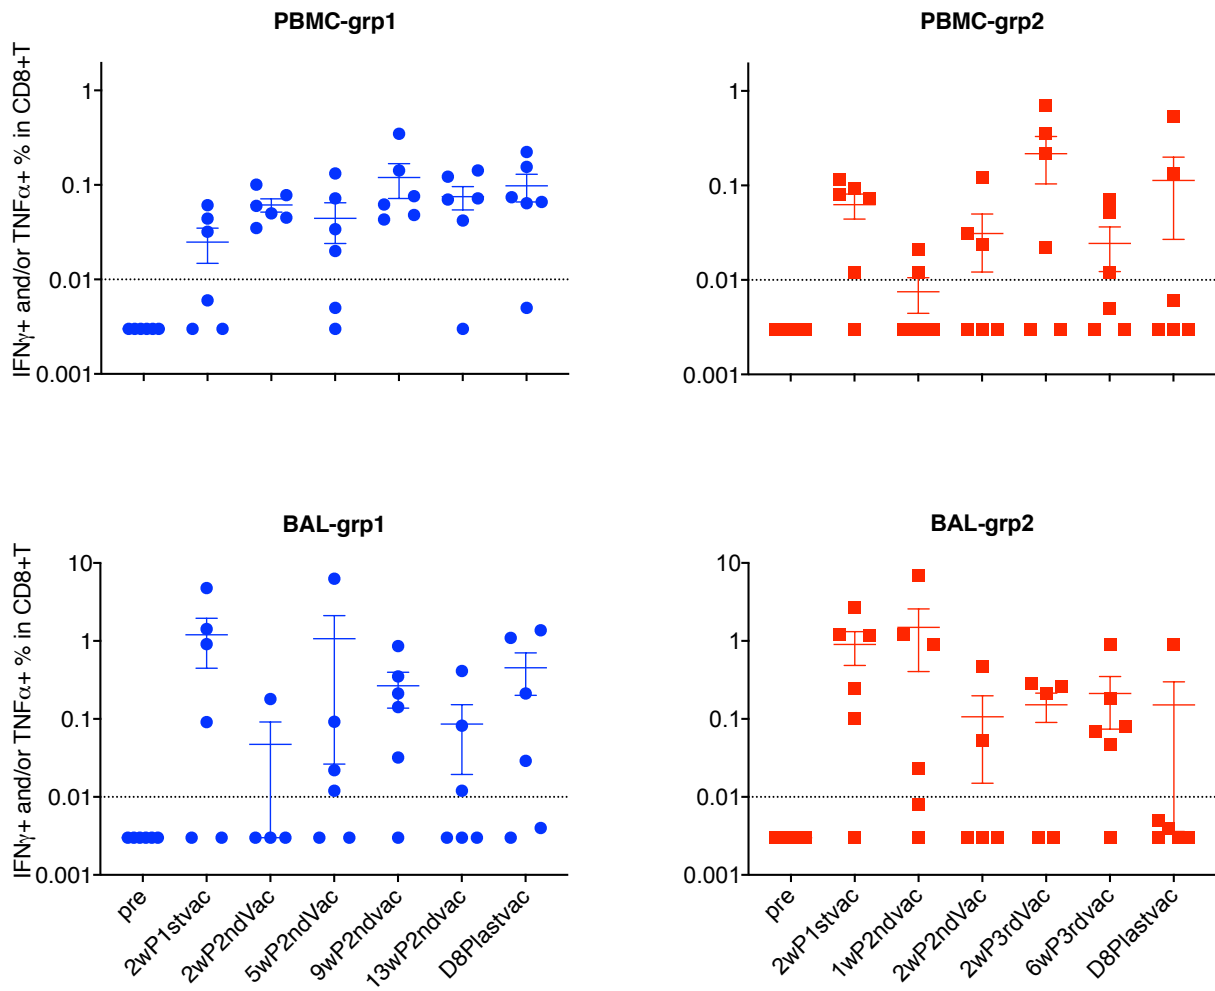 PBMC-grp1
PBMC-grp2
IFNγ+ and/or TNFα+ % in CD8+T
1
0.1
0.01
0.001
1
0.1
0.01
0.001
BAL-grp1
BAL-grp2
IFNγ+ and/or TNFα+ % in CD8+T
10
1
0.1
0.01
0.001
10
1
0.1
0.01
0.001
pre
2wP1stvac
2wP2ndVac
5wP2ndVac
9wP2ndvac
13wP2ndvac
D8Plastvac
pre
2wP1stvac
1wP2ndvac
2wP2ndVac
2wP3rdVac
6wP3rdvac
D8Plastvac